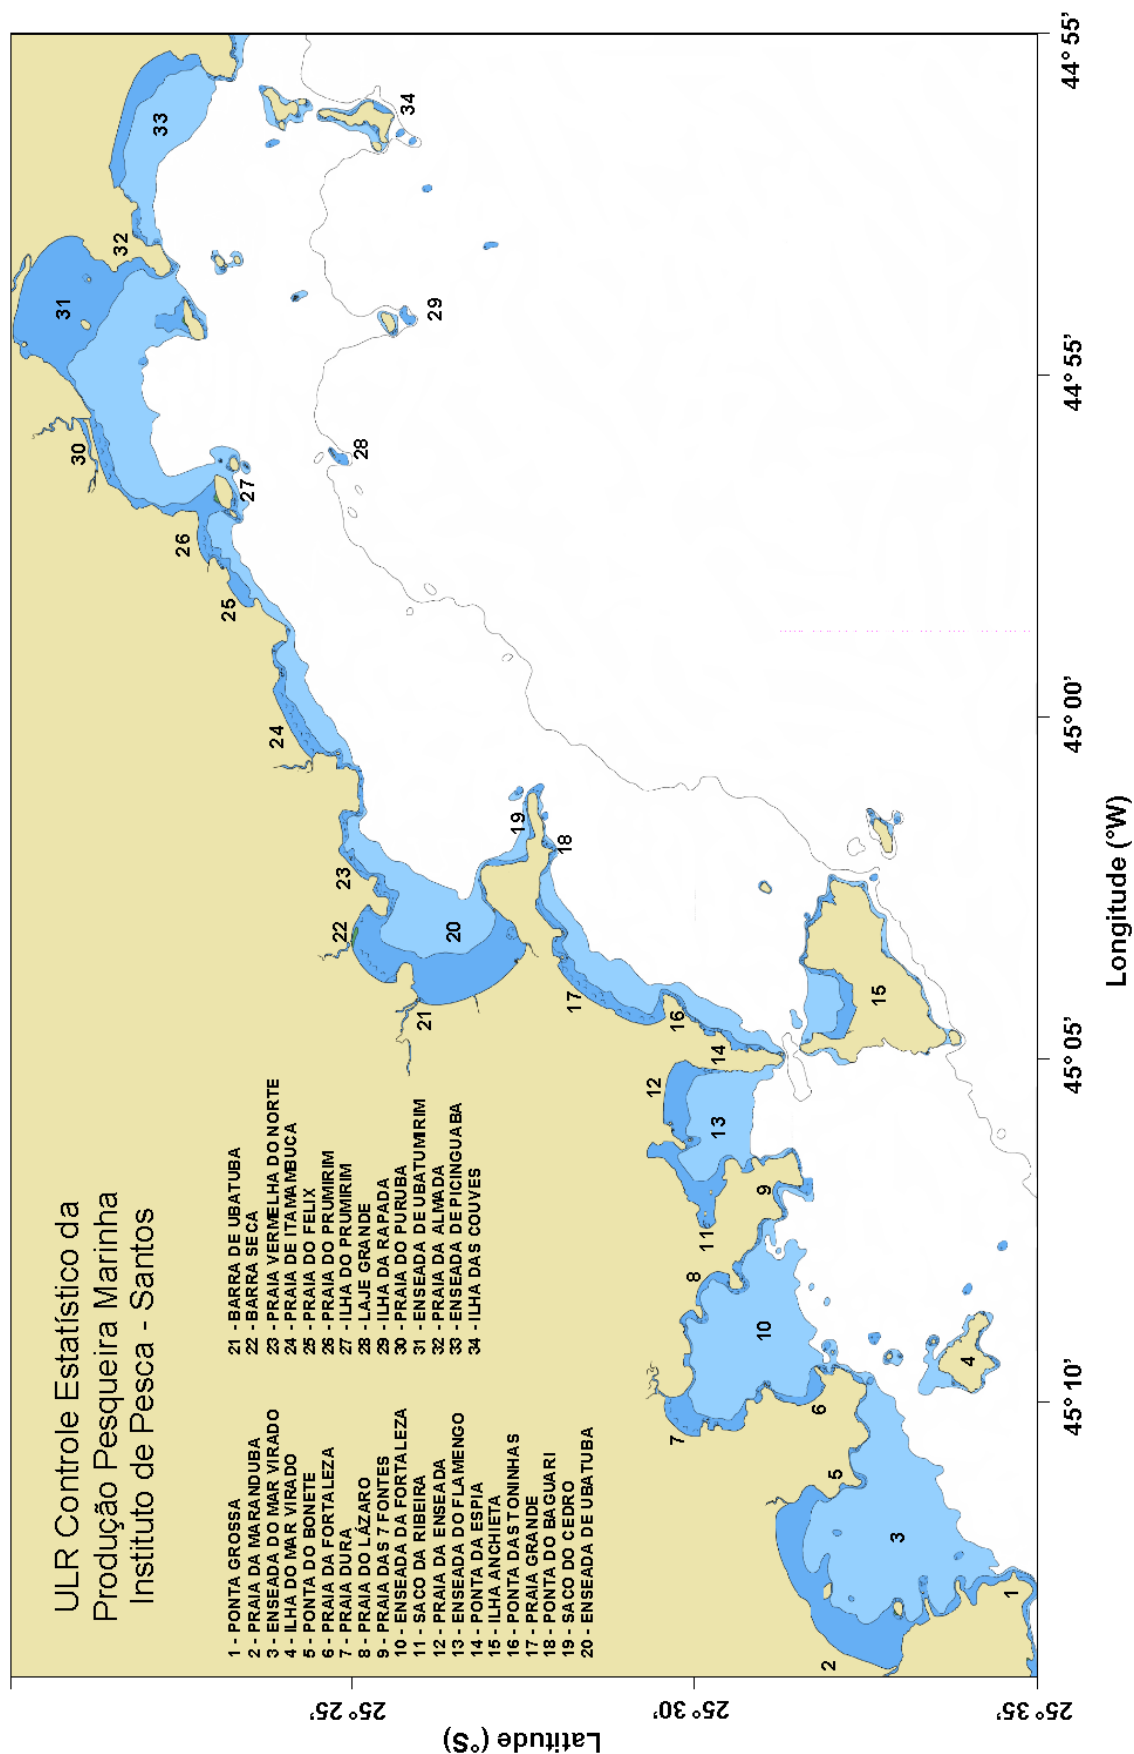 ULR Controle Estatístico da
Produção Pesqueira Marinha
Instituto de Pesca - Santos
1 - PONTA GROSSA
2 - PRAIA DA MARANDUBA
3 - ENSEADA DO MAR VIRADO
4 - ILHA DO MAR VIRADO
5 - PONTA DO BONETE
6 - PRAIA DA FORTALEZA
7 - PRAIA DURA
8 - PRAIA DO LÁZARO
9 - PRAIA DAS 7 FONTES
10 - ENSEADA DA FORTALEZA
11 - SACO DA RIBEIRA
12 - PRAIA DA ENSEADA
13 - ENSEADA DO FLAMENGO
14 - PONTA DA ESPIA
15 - ILHA ANCHIETA
16 - PONTA DAS TONINHAS
17 - PRAIA GRANDE
18 - PONTA DO BAGUARI
19 - SACO DO CEDRO
20 - ENSEADA DE UBATUBA
21 - BARRA DE UBATUBA
22 - BARRA SECA
23 - PRAIA VERMELHA DO NORTE
24 - PRAIA DE ITAMAMBUCA
25 - PRAIA DO FELIX
26 - PRAIA DO PRUMIRIM
27 - ILHA DO PRUMIRIM
28 - LAJE GRANDE
29 - ILHA DA RAPADA
30 - PRAIA DO PURUBA
31 - ENSEADA DE UBATUMIRIM
32 - PRAIA DA ALMADA
33 - ENSEADA DE PICINGUABA
34 - ILHA DAS COUVES
1
2
3
4
5
6
7
8
9
10
11
12
13
14
15
16
17
18
19
20
21
22
23
24
25
26
27
28
29
30
31
32
33
34
Latitude (°S)
25° 25'
25° 30'
25° 35'
Longitude (°W)
45° 10'
45° 05'
45° 00'
44° 55'
44° 55'